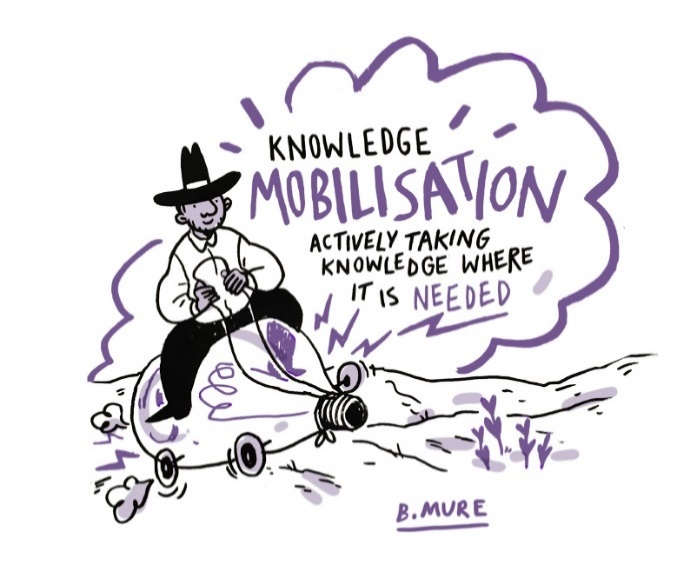 KNOWLEDGE
MOBILISATION
ACTIVELY TAKING
KNOWLEDGE WHERE
IT IS NEEDED
B.MURE